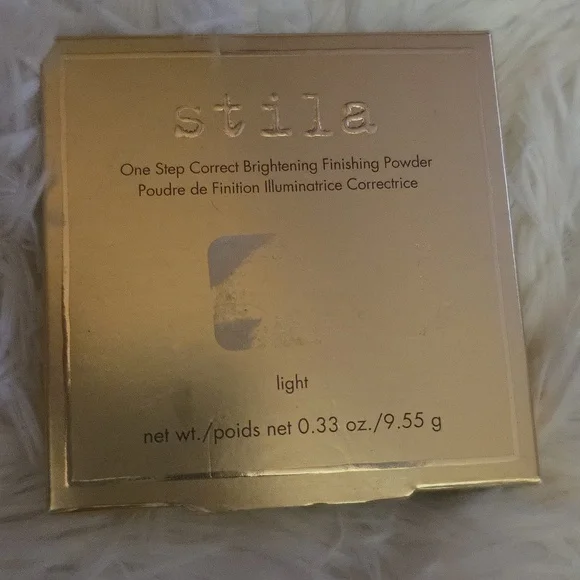 stila
One Step Correct Brightening Finishing Powder
Poudre de Finition Illuminatrice Correctrice
light
net wt./poids net 0.33 oz./9.55 g